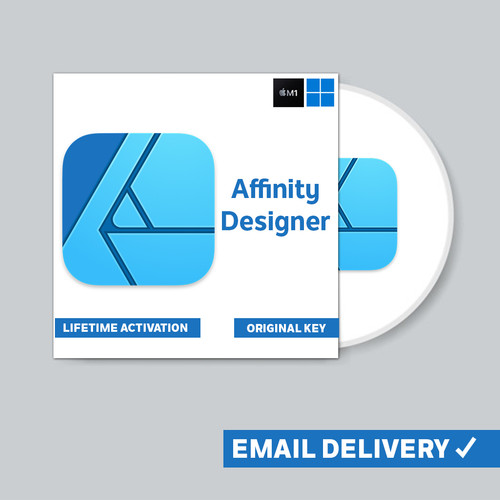 M1
Affinity
Designer
LIFETIME ACTIVATION
ORIGINAL KEY
EMAIL DELIVERY ✓